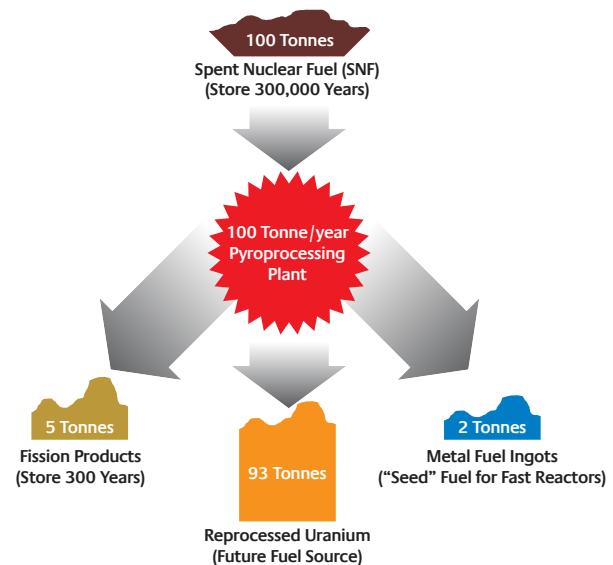 100 Tonnes
Spent Nuclear Fuel (SNF)
(Store 300,000 Years)
100 Tonne/year
Pyroprocessing
Plant
5 Tonnes
Fission Products
(Store 300 Years)
93 Tonnes
Reprocessed Uranium
(Future Fuel Source)
2 Tonnes
Metal Fuel Ingots
(“Seed” Fuel for Fast Reactors)